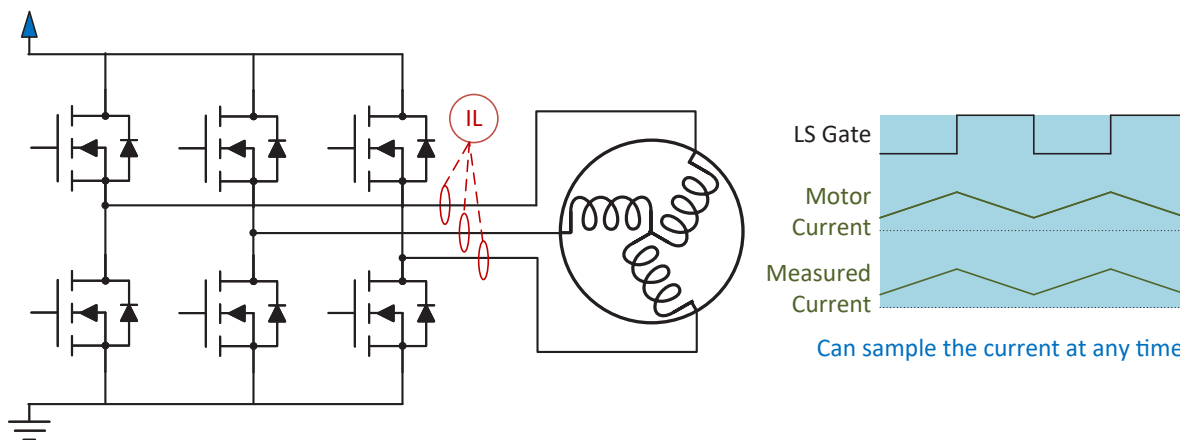 IL
LS Gate
Motor
Current
Measured
Current
Can sample the current at any time